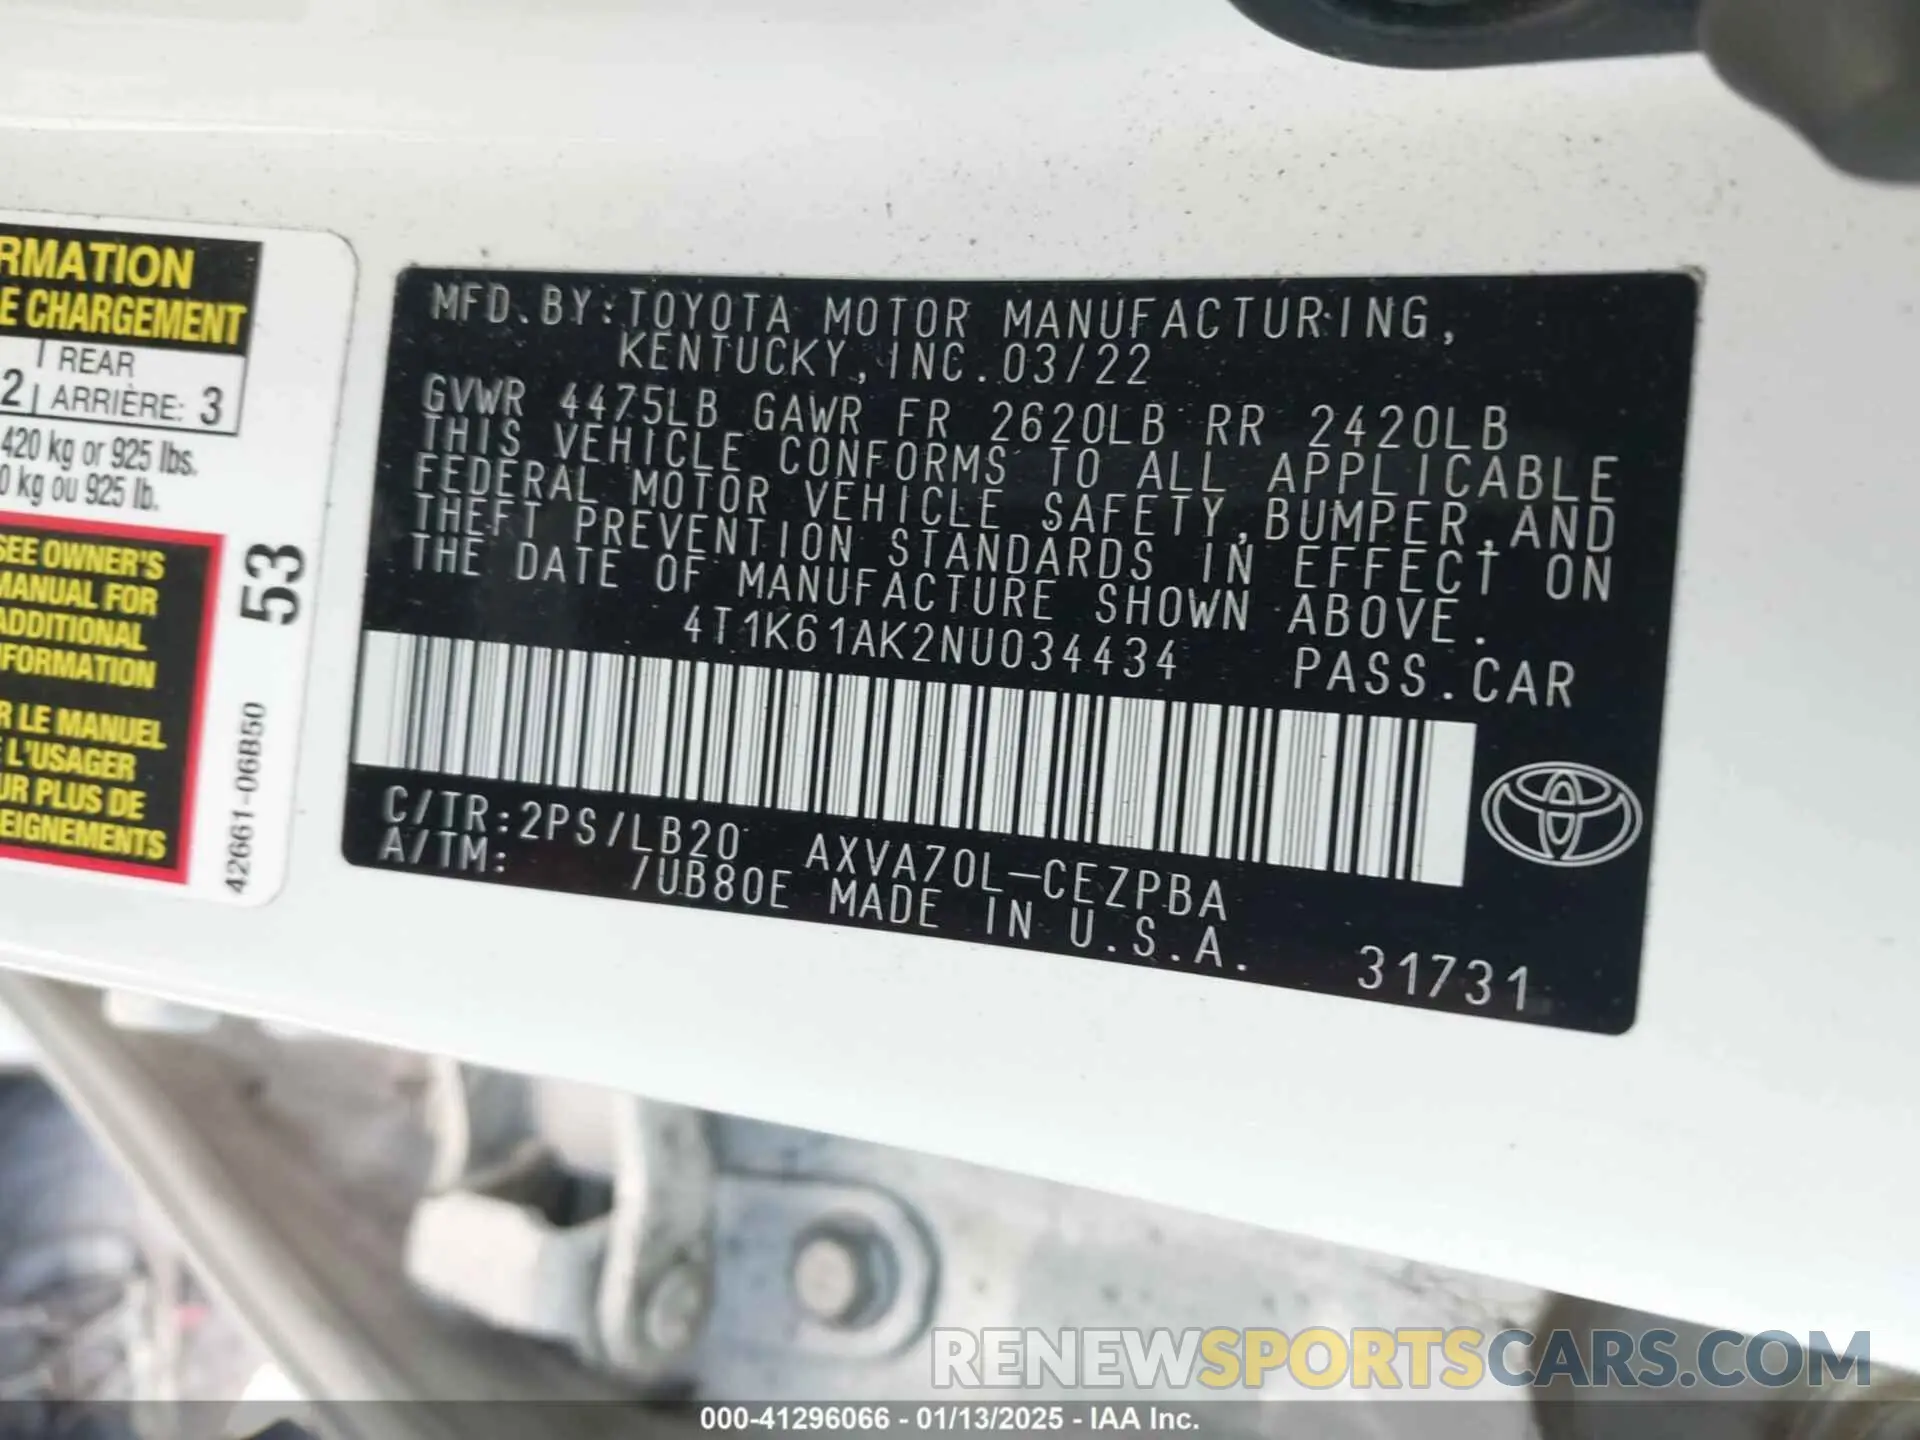 RMATION
E CHARGEMENT
REAR
2 ARRIÈRE: 3
420 kg or 925 lbs.
0 kg ou 925 lb.
SEE OWNER'S
MANUAL FOR
ADDITIONAL
FORMATION
R LE MANUEL
L'USAGER
UR PLUS DE
EIGNEMENTS
53
42661-06B50
MFD.BY:TOYOTA MOTOR MANUFACTURING,
KENTUCKY,INC.03/22
GVWR 4475LB GAWR FR 2620LB RR 2420LB
THIS VEHICLE CONFORMS TO ALL APPLICABLE
FEDERAL MOTOR VEHICLE SAFETY,BUMPER,AND
THEFT PREVENTION STANDARDS IN EFFECT ON
THE DATE OF MANUFACTURE SHOWN ABOVE.
4T1K61AK2NU034434 PASS.CAR
C/TR:2PS/LB20 AXVA70L-CEZPBA
A/TM: /UB80E MADE IN U.S.A.
31731
RENEWSPORTSCARS.COM
000-41296066 - 01/13/2025 - IAA Inc.